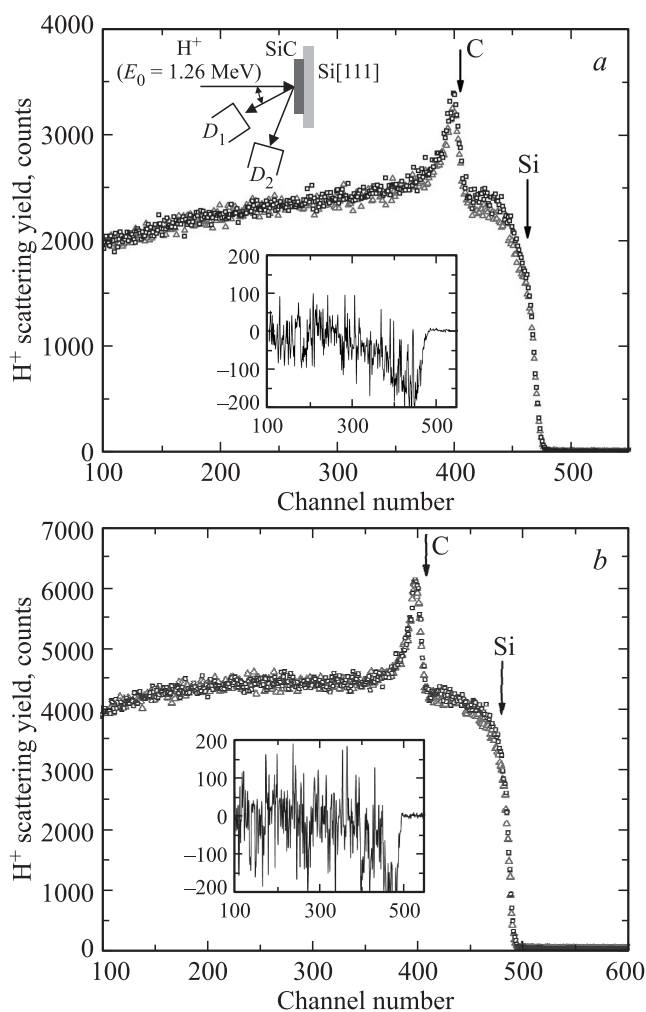 4000
3000
2000
1000
0
H⁺ scattering yield, counts
a
H⁺
(E₀ = 1.26 MeV)
SiC
Si[111]
D₁
D₂
C
Si
200
100
0
−100
−200
100 300 500
100 200 300 400 500
Channel number
7000
6000
5000
4000
3000
2000
1000
0
H⁺ scattering yield, counts
b
C
Si
200
100
0
−100
−200
100 300 500
100 200 300 400 500 600
Channel number